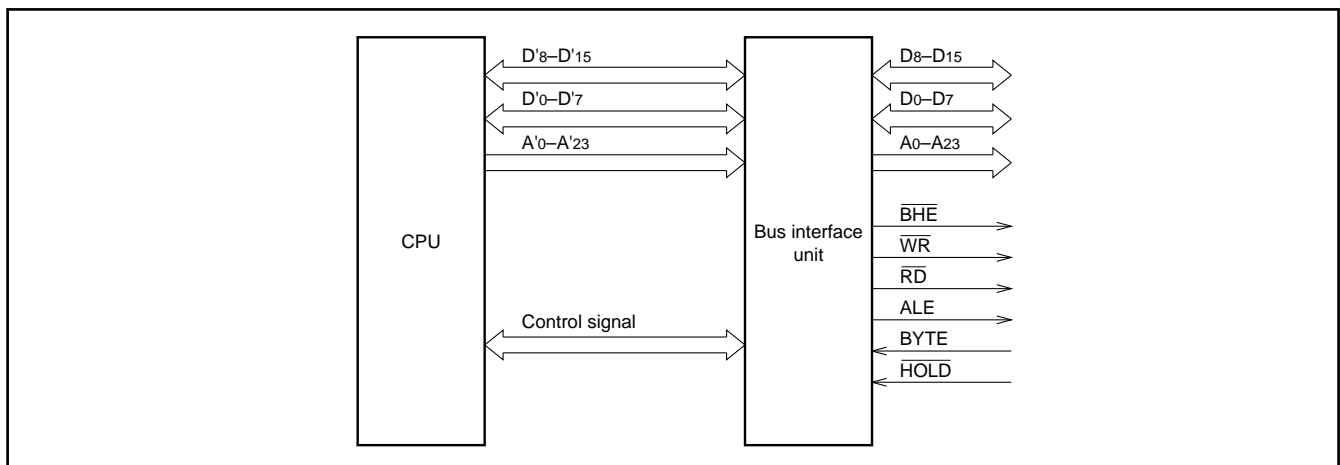 D'8–D'15
D8–D15
D'0–D'7
D0–D7
A'0–A'23
A0–A23
BHE
CPU
Bus interface
unit
WR
RD
ALE
Control signal
BYTE
HOLD